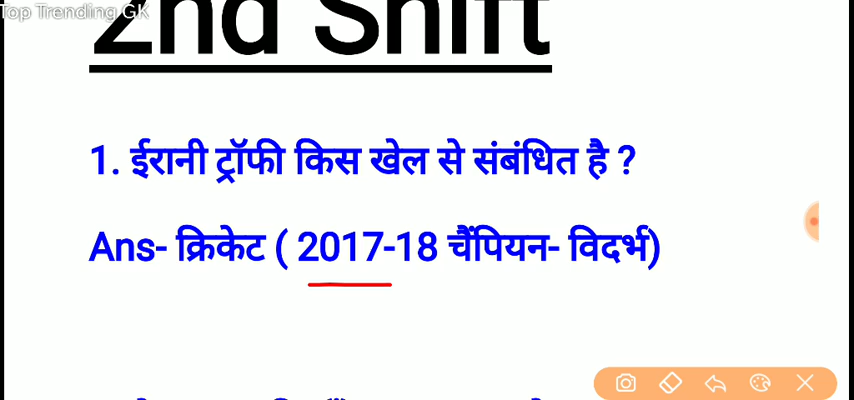 Top Trending GK
2nd Shift
1. ईरानी ट्रॉफी किस खेल से संबंधित है ?
Ans- क्रिकेट ( 2017-18 चैंपियन- विदर्भ)